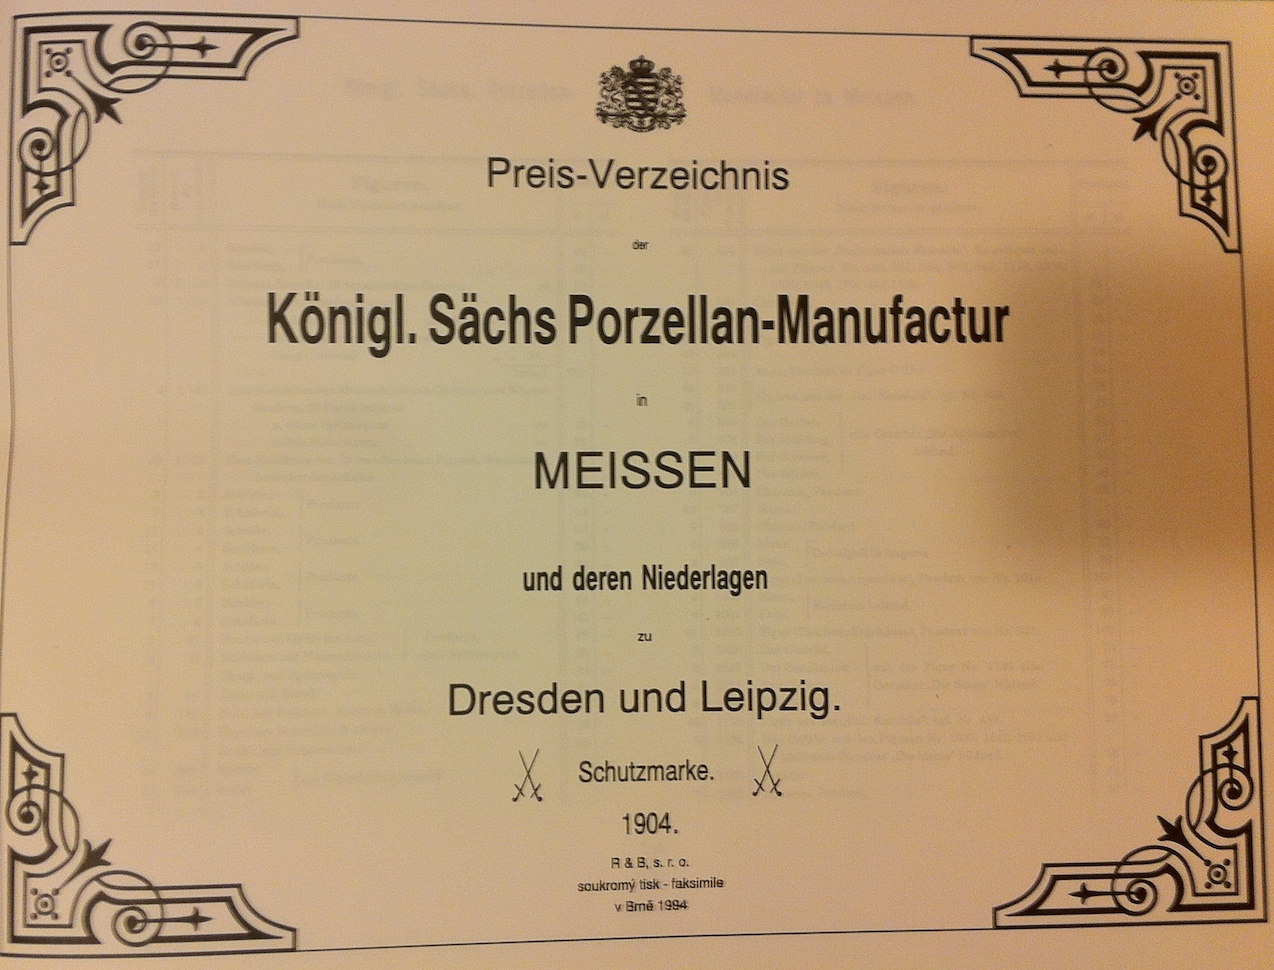 Preis-Verzeichnis
der
Königl. Sächs Porzellan-Manufactur
in
MEISSEN
und deren Niederlagen
zu
Dresden und Leipzig.
Schutzmarke.
1904.
R & B, s. r. o.
soukromý tisk - faksimile
v Brně 1994